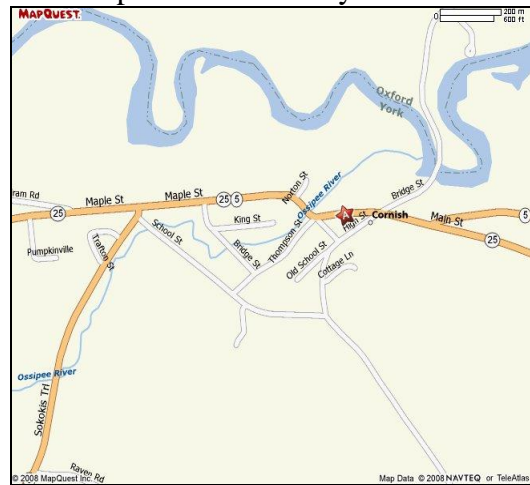 MAPQUEST
0
200 m
600 ft
Oxford
York
Norton St
Ossipee River
Bridge St
ram Rd
Maple St
Maple St
25
5
25
King St
A
High St
Cornish
Main St
5
25
Pumpkinville
Trafton St
School St
Bridge St
Thompson St
Old School St
Cottage Ln
Ossipee River
Sokokis Trl
Raven Rd
© 2008 MapQuest Inc.
Map Data © 2008 NAVTEQ or TeleAtlas